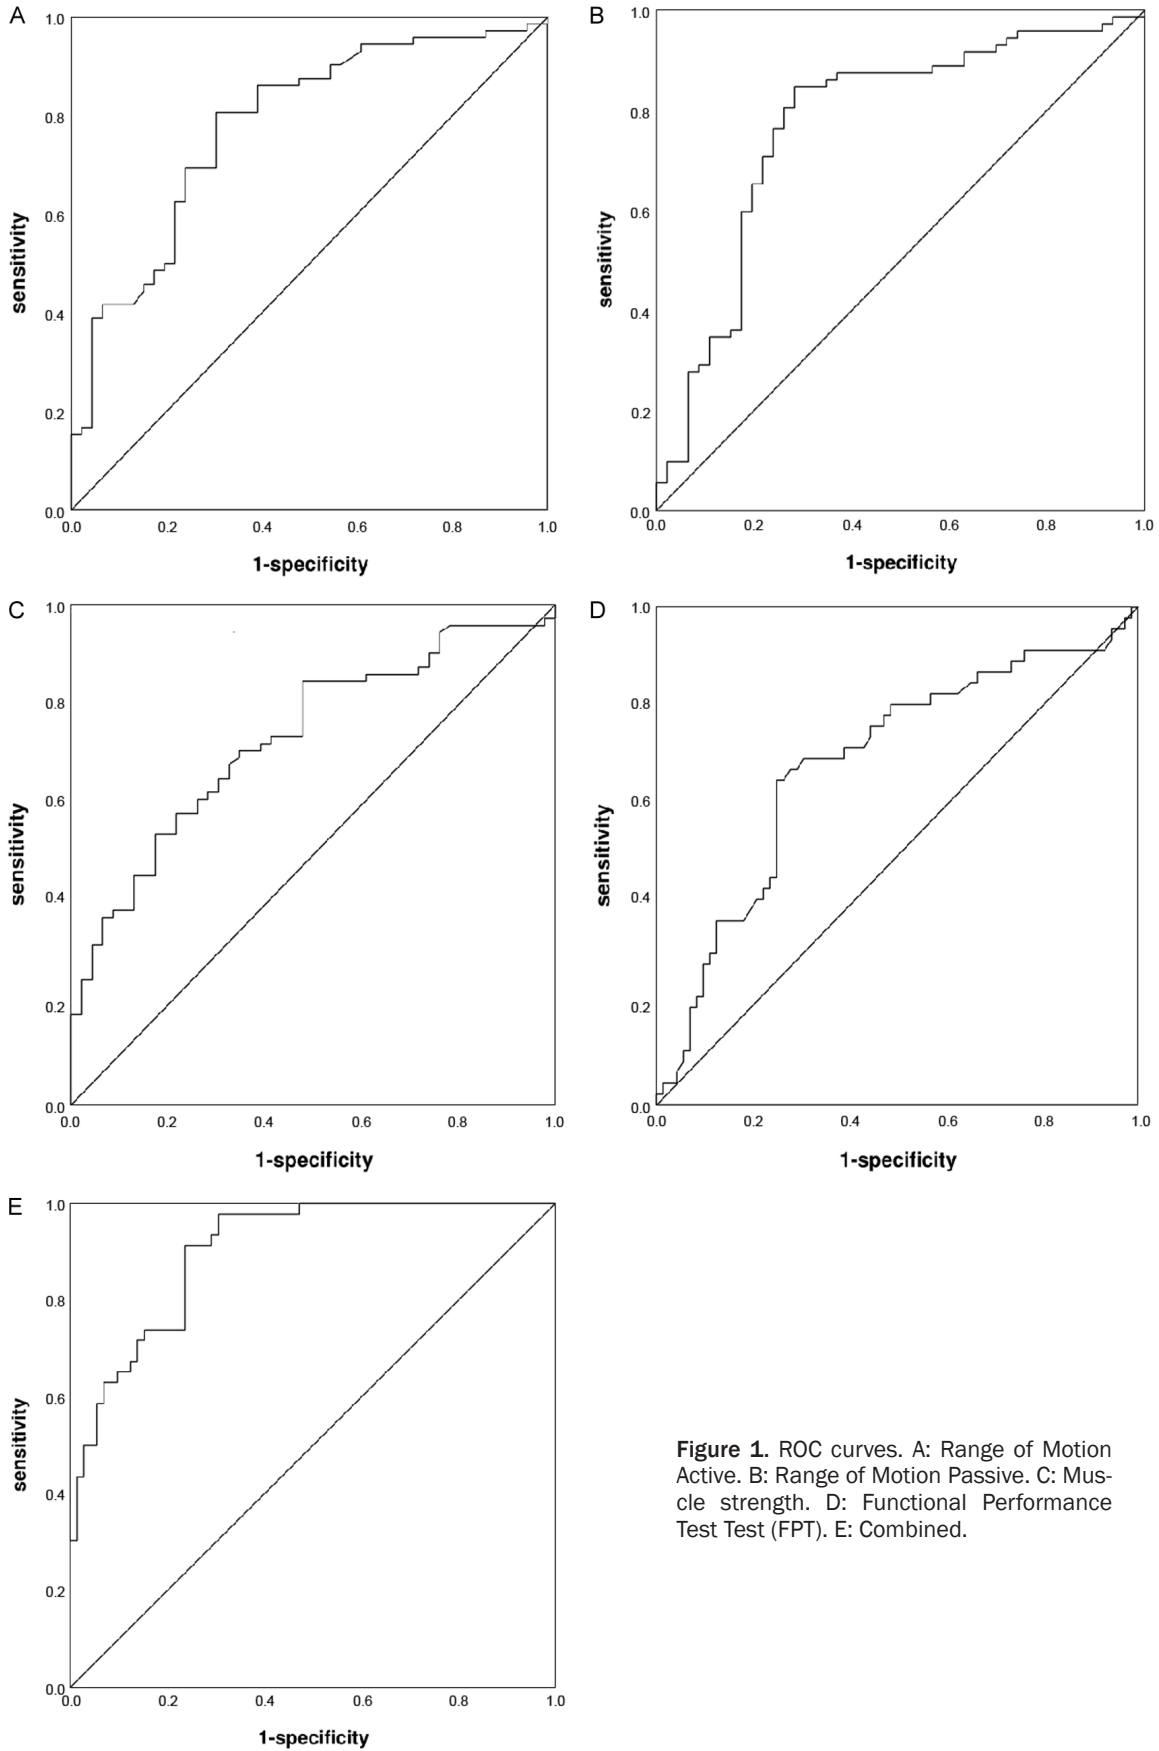 A
1.0
0.8
0.6
0.4
0.2
0.0
sensitivity
0.0 0.2 0.4 0.6 0.8 1.0
1-specificity
B
1.0
0.8
0.6
0.4
0.2
0.0
sensitivity
0.0 0.2 0.4 0.6 0.8 1.0
1-specificity
C
1.0
0.8
0.6
0.4
0.2
0.0
sensitivity
0.0 0.2 0.4 0.6 0.8 1.0
1-specificity
D
1.0
0.8
0.6
0.4
0.2
0.0
sensitivity
0.0 0.2 0.4 0.6 0.8 1.0
1-specificity
E
1.0
0.8
0.6
0.4
0.2
0.0
sensitivity
0.0 0.2 0.4 0.6 0.8 1.0
1-specificity
Figure 1. ROC curves. A: Range of Motion
Active. B: Range of Motion Passive. C: Mus-
cle strength. D: Functional Performance
Test Test (FPT). E: Combined.